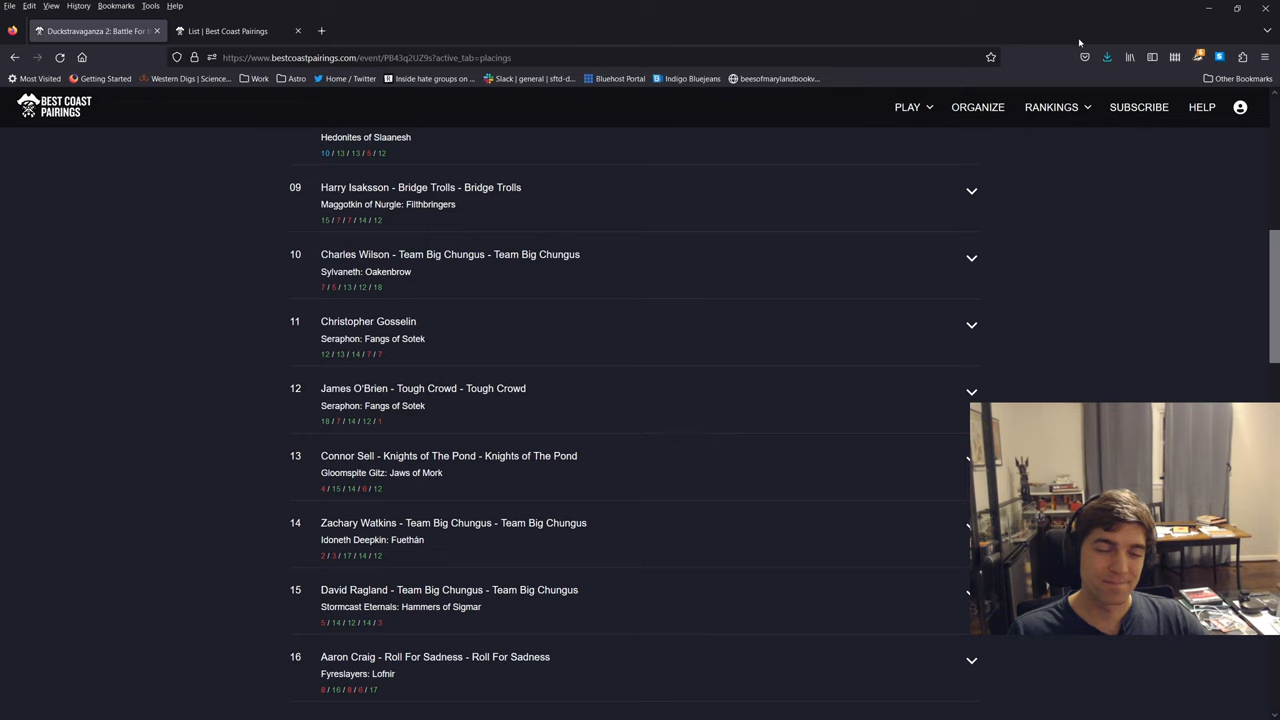 File Edit View History Bookmarks Tools Help
Duckstravaganza 2: Battle For th
List | Best Coast Pairings
https://www.bestcoastpairings.com/event/PB43q2UZ9s?active_tab=placings
Most Visited Getting Started Western Digs | Science... Work Astro Home / Twitter Inside hate groups on ... Slack | general | sftd-d... Bluehost Portal Indigo Bluejeans beesofmarylandbookv... Other Bookmarks
BEST COAST PAIRINGS
PLAY ORGANIZE RANKINGS SUBSCRIBE HELP
Hedonites of Slaanesh
10 / 13 / 13 / 5 / 12
09 Harry Isaksson - Bridge Trolls - Bridge Trolls
Maggotkin of Nurgle: Filthbringers
15 / 7 / 7 / 14 / 12
10 Charles Wilson - Team Big Chungus - Team Big Chungus
Sylvaneth: Oakenbrow
7 / 5 / 13 / 12 / 18
11 Christopher Gosselin
Seraphon: Fangs of Sotek
12 / 13 / 14 / 7 / 7
12 James O'Brien - Tough Crowd - Tough Crowd
Seraphon: Fangs of Sotek
18 / 7 / 14 / 12 / 1
13 Connor Sell - Knights of The Pond - Knights of The Pond
Gloomspite Gitz: Jaws of Mork
4 / 15 / 14 / 6 / 12
14 Zachary Watkins - Team Big Chungus - Team Big Chungus
Idoneth Deepkin: Fuethán
2 / 3 / 17 / 14 / 12
15 David Ragland - Team Big Chungus - Team Big Chungus
Stormcast Eternals: Hammers of Sigmar
5 / 14 / 12 / 14 / 3
16 Aaron Craig - Roll For Sadness - Roll For Sadness
Fyreslayers: Lofnir
8 / 16 / 8 / 6 / 17